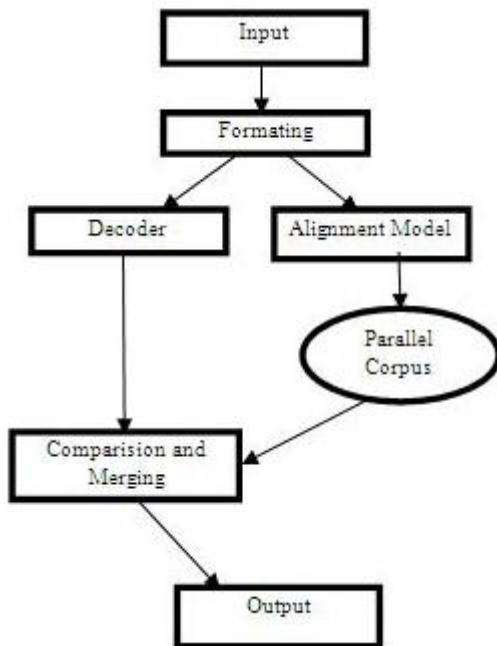 Input
Formating
Decoder
Alignment Model
Parallel
Corpus
Comparision and
Merging
Output